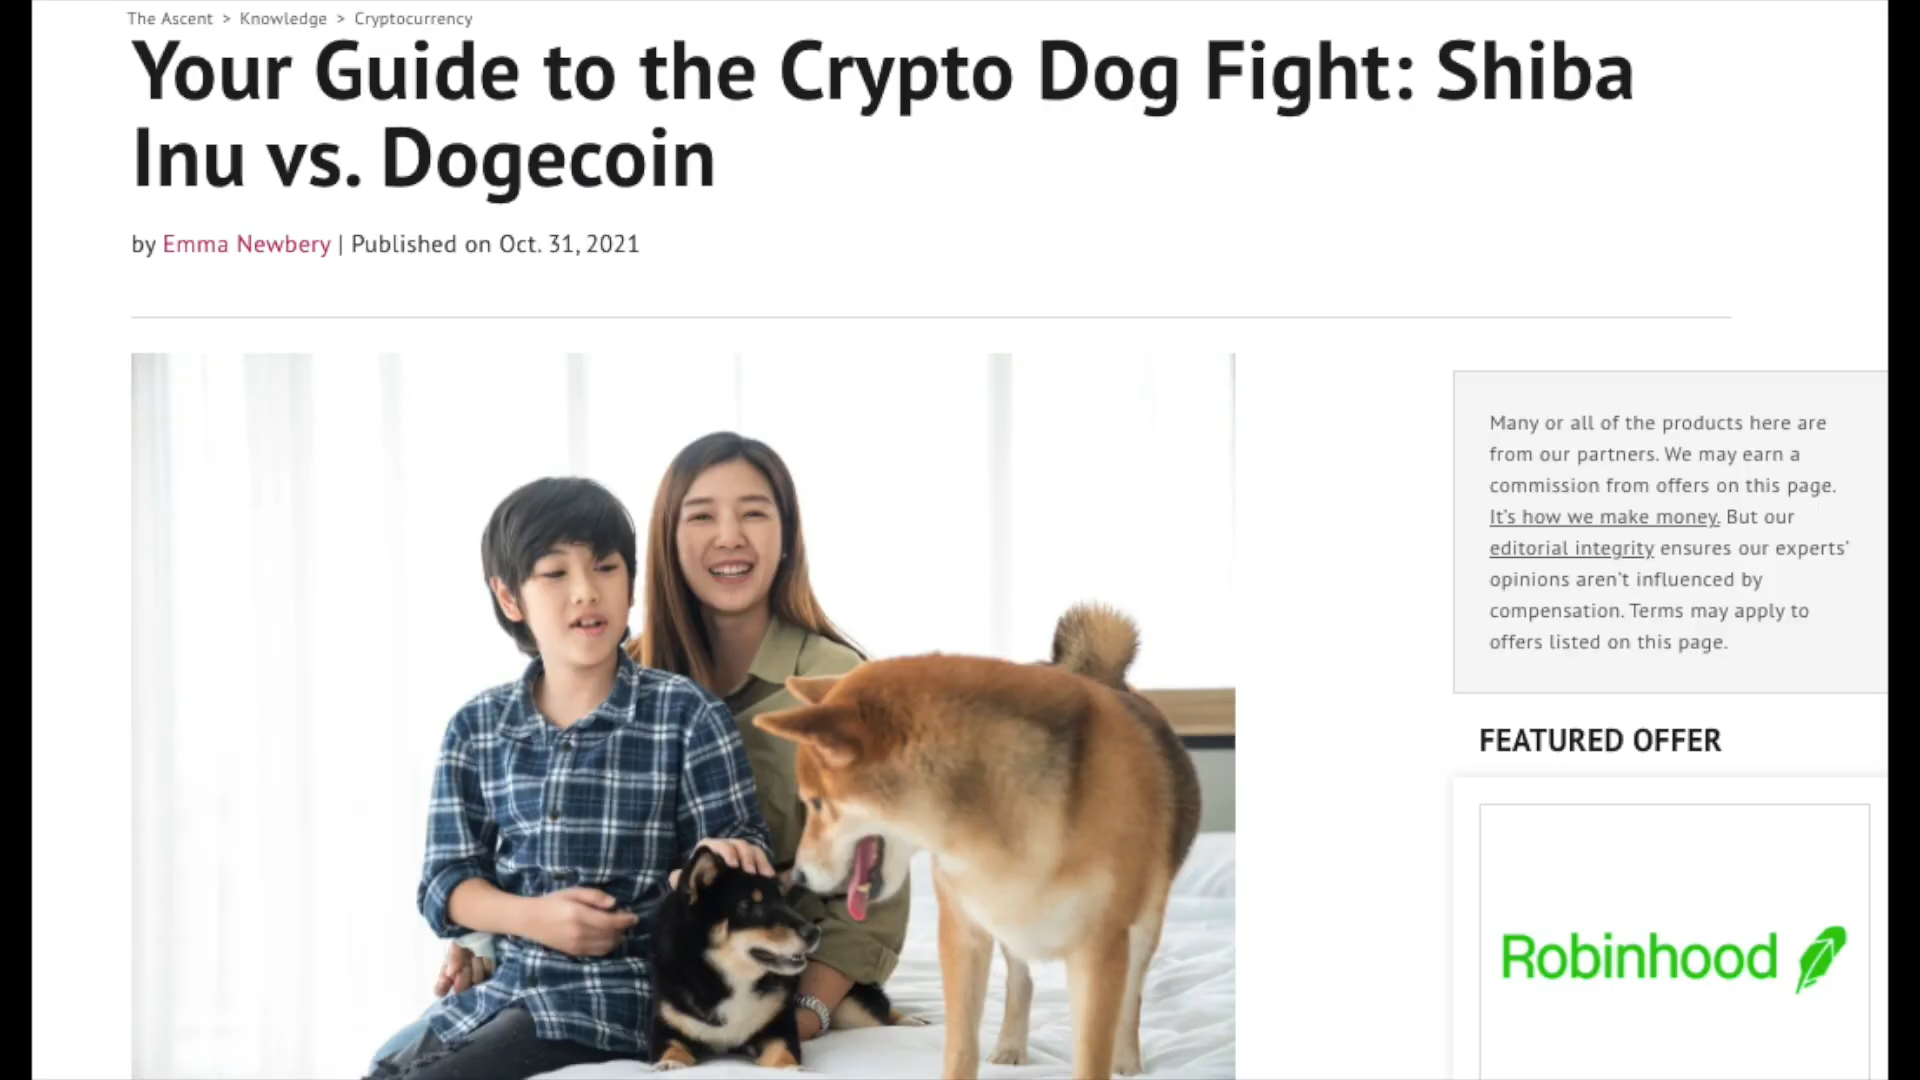 The Ascent > Knowledge > Cryptocurrency
Your Guide to the Crypto Dog Fight: Shiba
Inu vs. Dogecoin
by Emma Newbery | Published on Oct. 31, 2021
Many or all of the products here are
from our partners. We may earn a
commission from offers on this page.
It's how we make money. But our
editorial integrity ensures our experts'
opinions aren't influenced by
compensation. Terms may apply to
offers listed on this page.
FEATURED OFFER
Robinhood